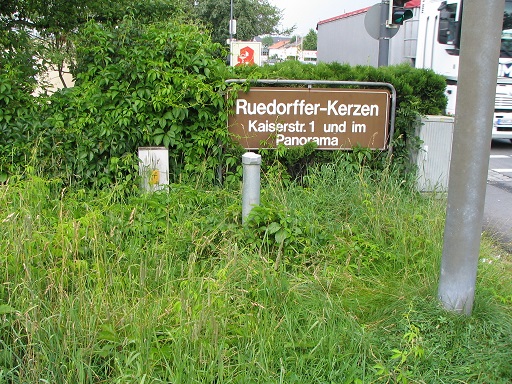 Ruedorffer-Kerzen
Kaiserstr. 1 und im
Panorama